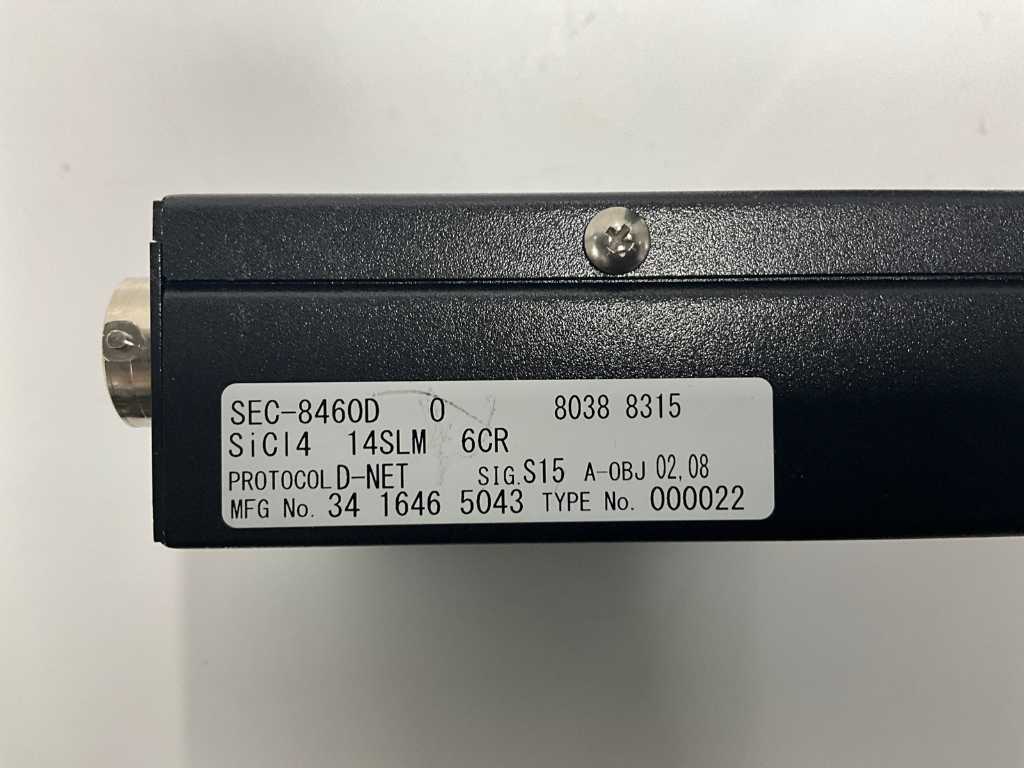 SEC-8460D 0 8038 8315
SiCl4 14SLM 6CR
PROTOCOL D-NET SIG. S15 A-OBJ 02,08
MFG No. 34 1646 5043 TYPE No. 000022